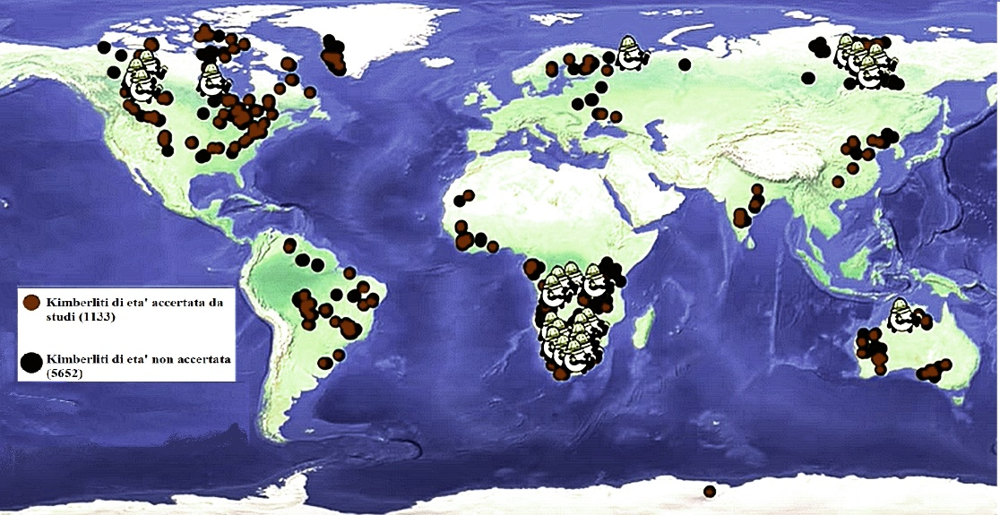 Kimberliti di eta' accertata da
studi (1133)
Kimberliti di eta' non accertata
(5652)